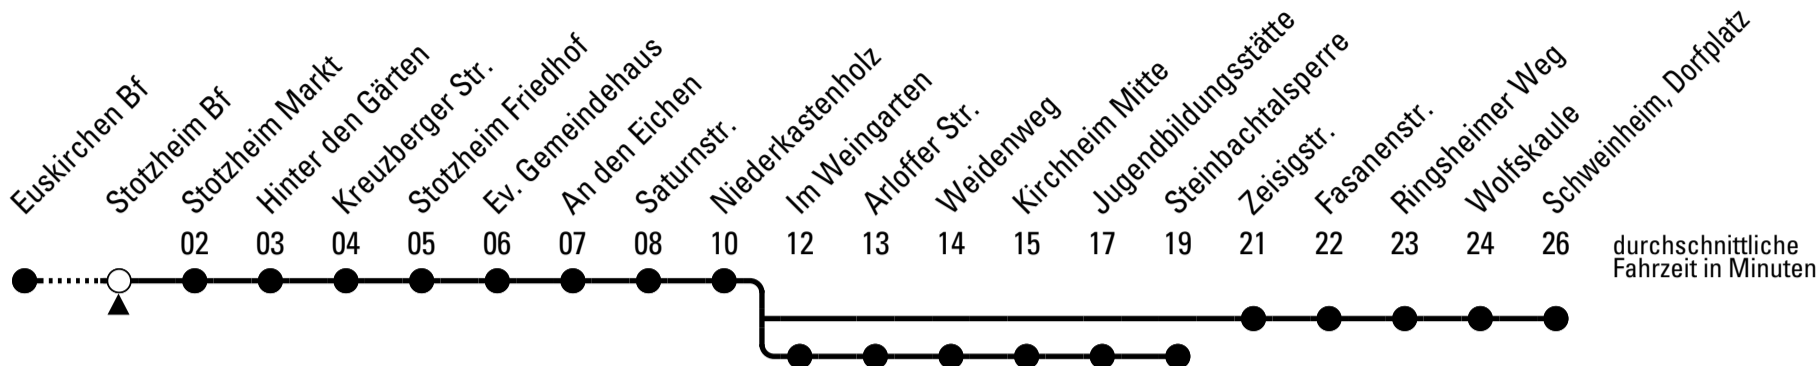 Euskirchen Bf
Stotzheim Bf
Stotzheim Markt
Hinter den Gärten
Kreuzberger Str.
Stotzheim Friedhof
Ev. Gemeindehaus
An den Eichen
Saturnstr.
Niederkastenholz
Im Weingarten
Arloffer Str.
Weidenweg
Kirchheim Mitte
Jugendbildungsstätte
Steinbachtalsperre
Zeisigstr.
Fasanenstr.
Ringsheimer Weg
Wolfskaule
Schweinheim, Dorfplatz
02 03 04 05 06 07 08 10 12 13 14 15 17 19 21 22 23 24 26
durchschnittliche
Fahrzeit in Minuten